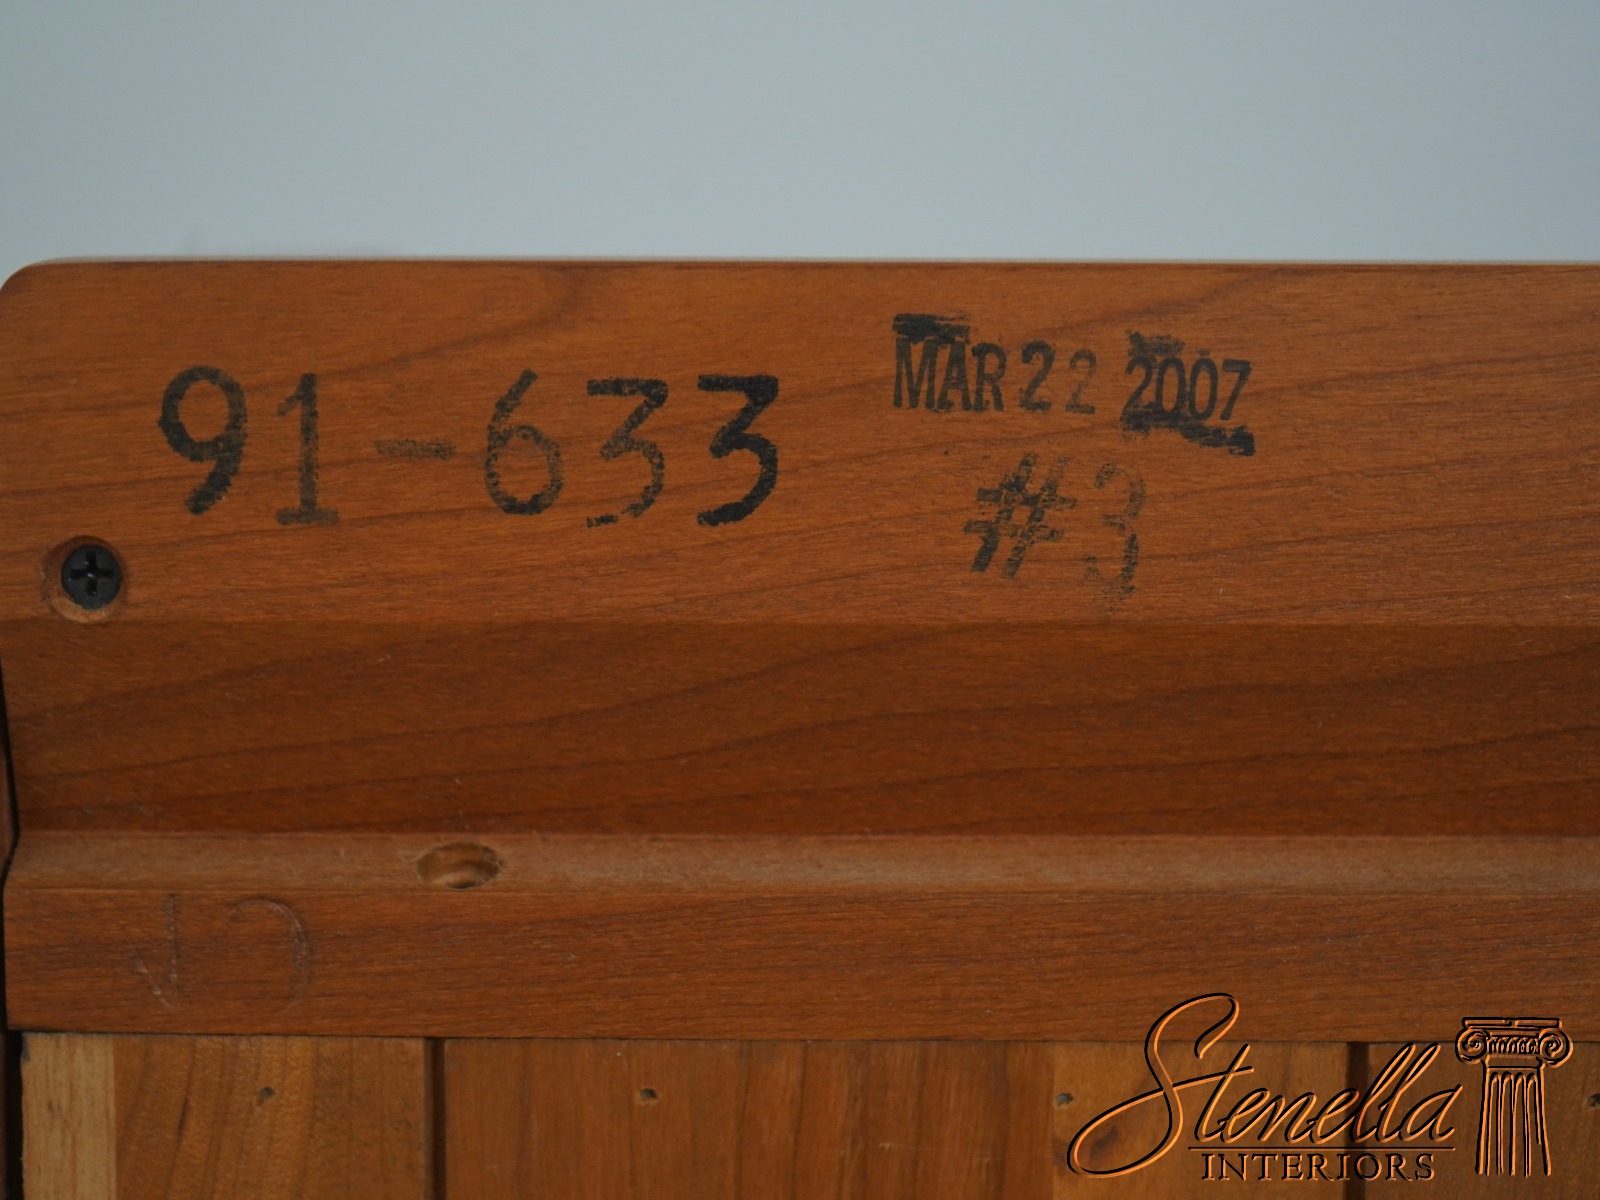 91-633
MAR 22 2007
#3
Stenella
INTERIORS